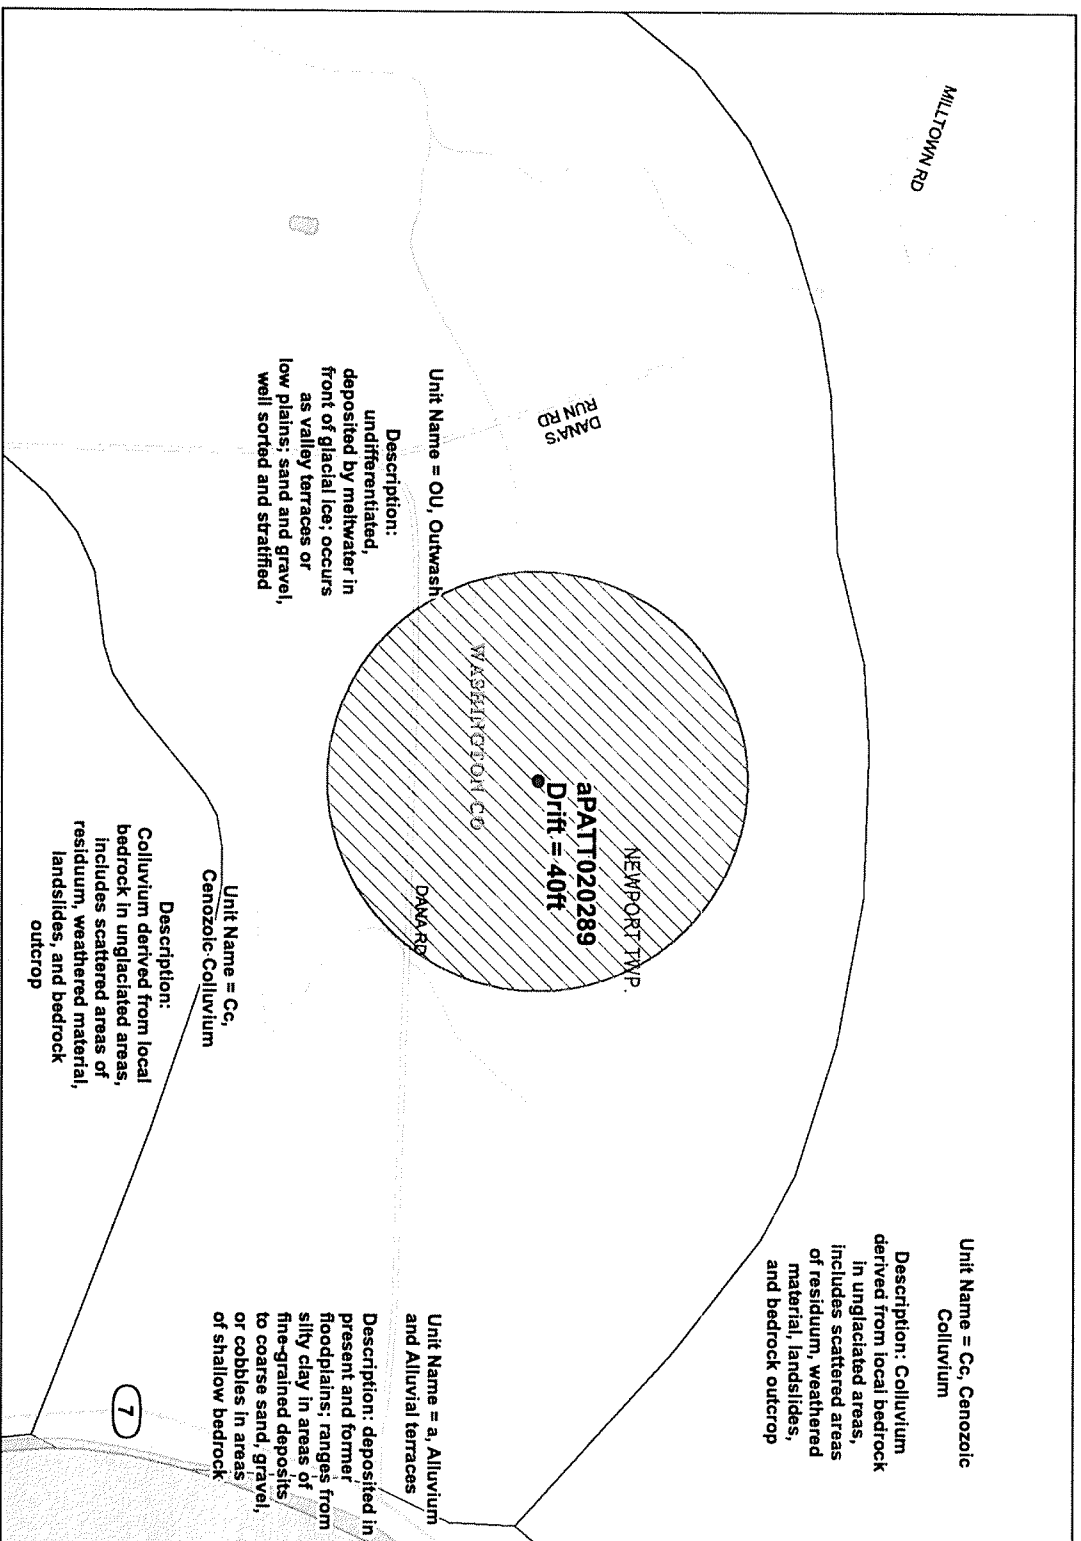 MILLTOWN RD
Unit Name = Cc, Cenozoic
Colluvium
Description: Colluvium
derived from local bedrock
in unglaciated areas,
includes scattered areas
of residuum, weathered
material, landslides,
and bedrock outcrop
DANA'S
RUN RD
NEWPORT TWP.
aPATT020289
Drift = 40ft
WASHINGTON CO
DANA RD
Unit Name = OU, Outwash
Description:
undifferentiated,
deposited by meltwater in
front of glacial ice; occurs
as valley terraces or
low plains; sand and gravel,
well sorted and stratified
Unit Name = a, Alluvium
and Alluvial terraces
Description: deposited in
present and former
floodplains; ranges from
silty clay in areas of
fine-grained deposits
to coarse sand, gravel,
or cobbles in areas
of shallow bedrock
Unit Name = Cc,
Cenozoic Colluvium
Description:
Colluvium derived from local
bedrock in unglaciated areas,
includes scattered areas of
residuum, weathered material,
landslides, and bedrock
outcrop
7